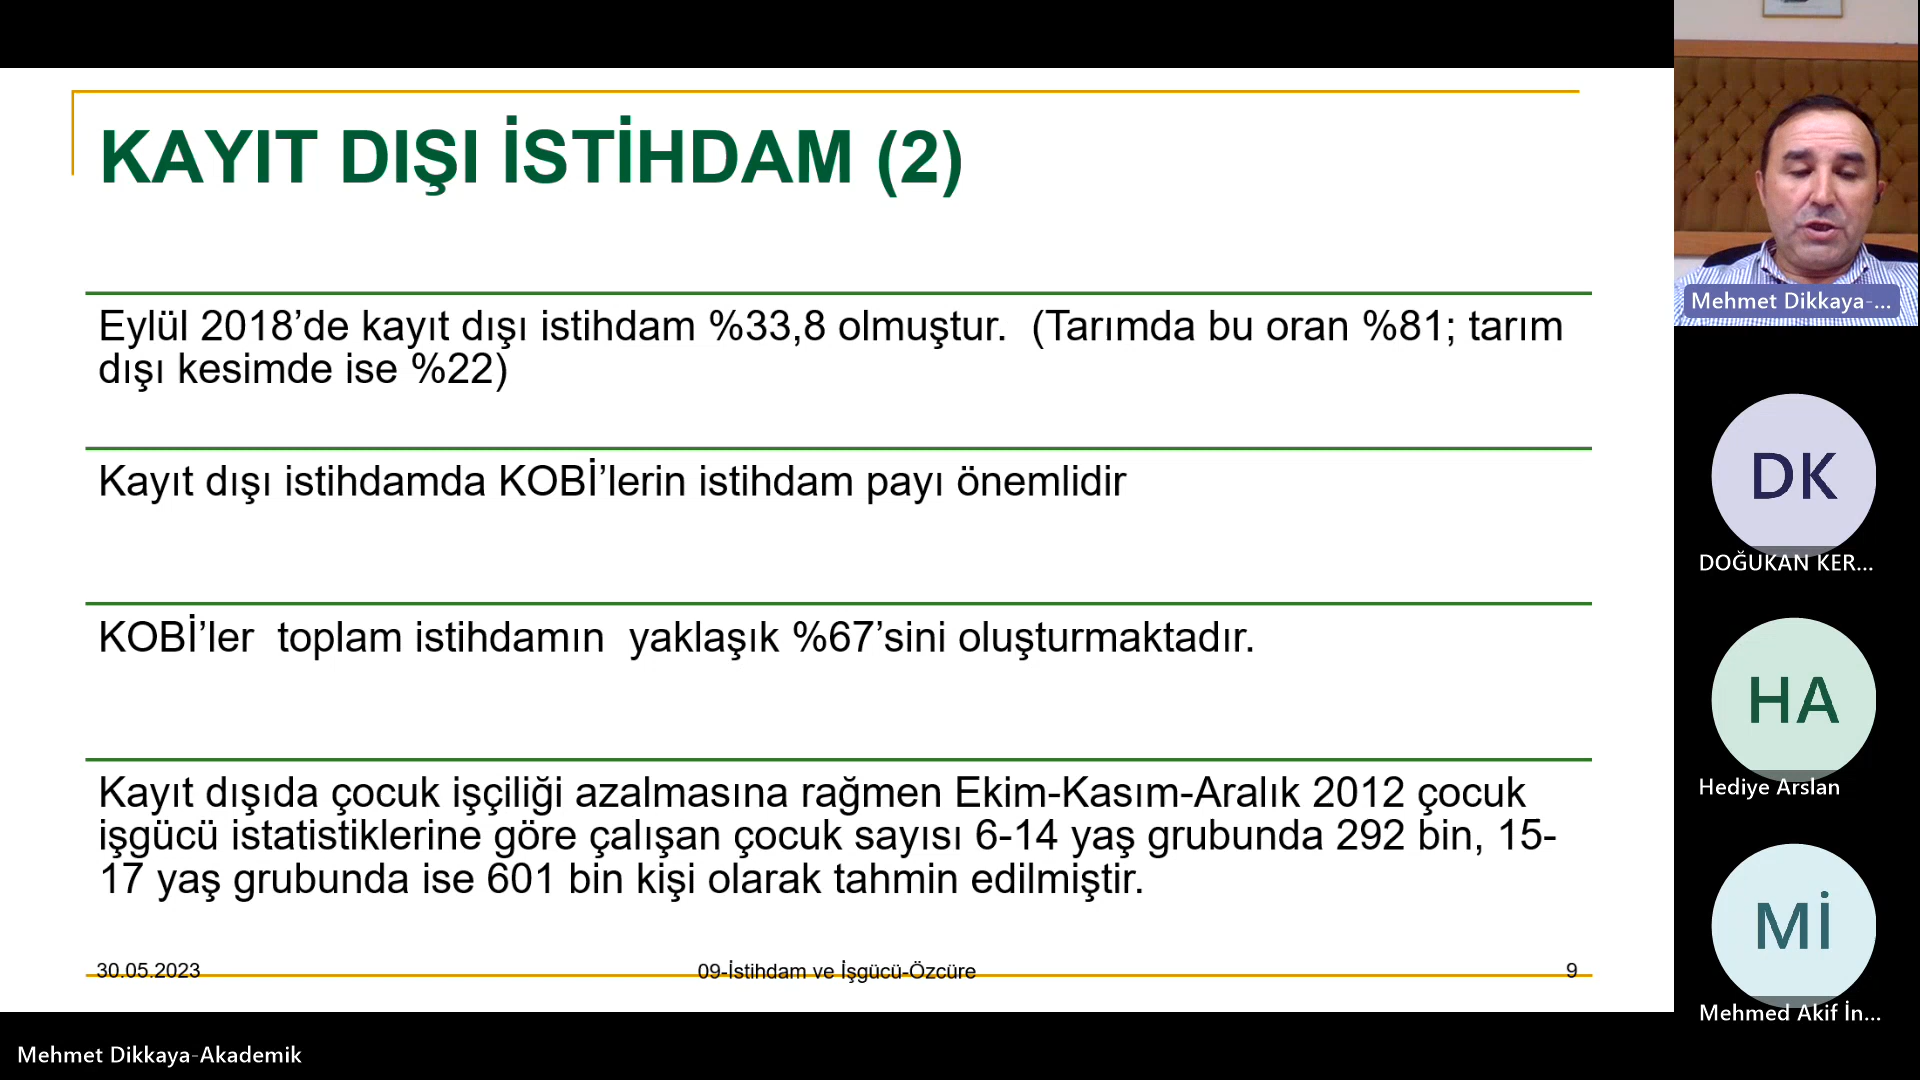 KAYIT DIŞI İSTİHDAM (2)
Eylül 2018’de kayıt dışı istihdam %33,8 olmuştur.  (Tarımda bu oran %81; tarım
dışı kesimde ise %22)
Kayıt dışı istihdamda KOBİ’lerin istihdam payı önemlidir
KOBİ’ler  toplam istihdamın  yaklaşık %67’sini oluşturmaktadır.
Kayıt dışıda çocuk işçiliği azalmasına rağmen Ekim-Kasım-Aralık 2012 çocuk
işgücü istatistiklerine göre çalışan çocuk sayısı 6-14 yaş grubunda 292 bin, 15-
17 yaş grubunda ise 601 bin kişi olarak tahmin edilmiştir.
30.05.2023
09-İstihdam ve İşgücü-Özcüre
9
Mehmet Dikkaya-...
DK
DOĞUKAN KER...
HA
Hediye Arslan
Mİ
Mehmed Akif İn...
Mehmet Dikkaya-Akademik